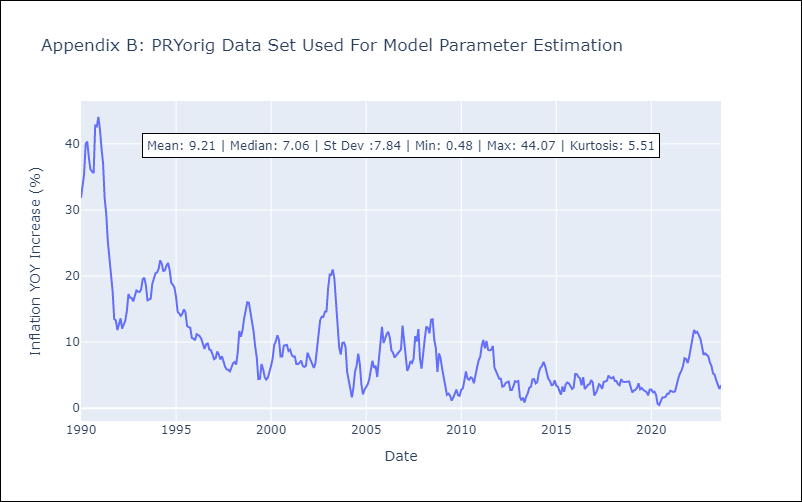 Appendix B: PRYorig Data Set Used For Model Parameter Estimation
Mean: 9.21 | Median: 7.06 | St Dev :7.84 | Min: 0.48 | Max: 44.07 | Kurtosis: 5.51
Inflation YOY Increase (%)
40
30
20
10
0
1990 1995 2000 2005 2010 2015 2020
Date